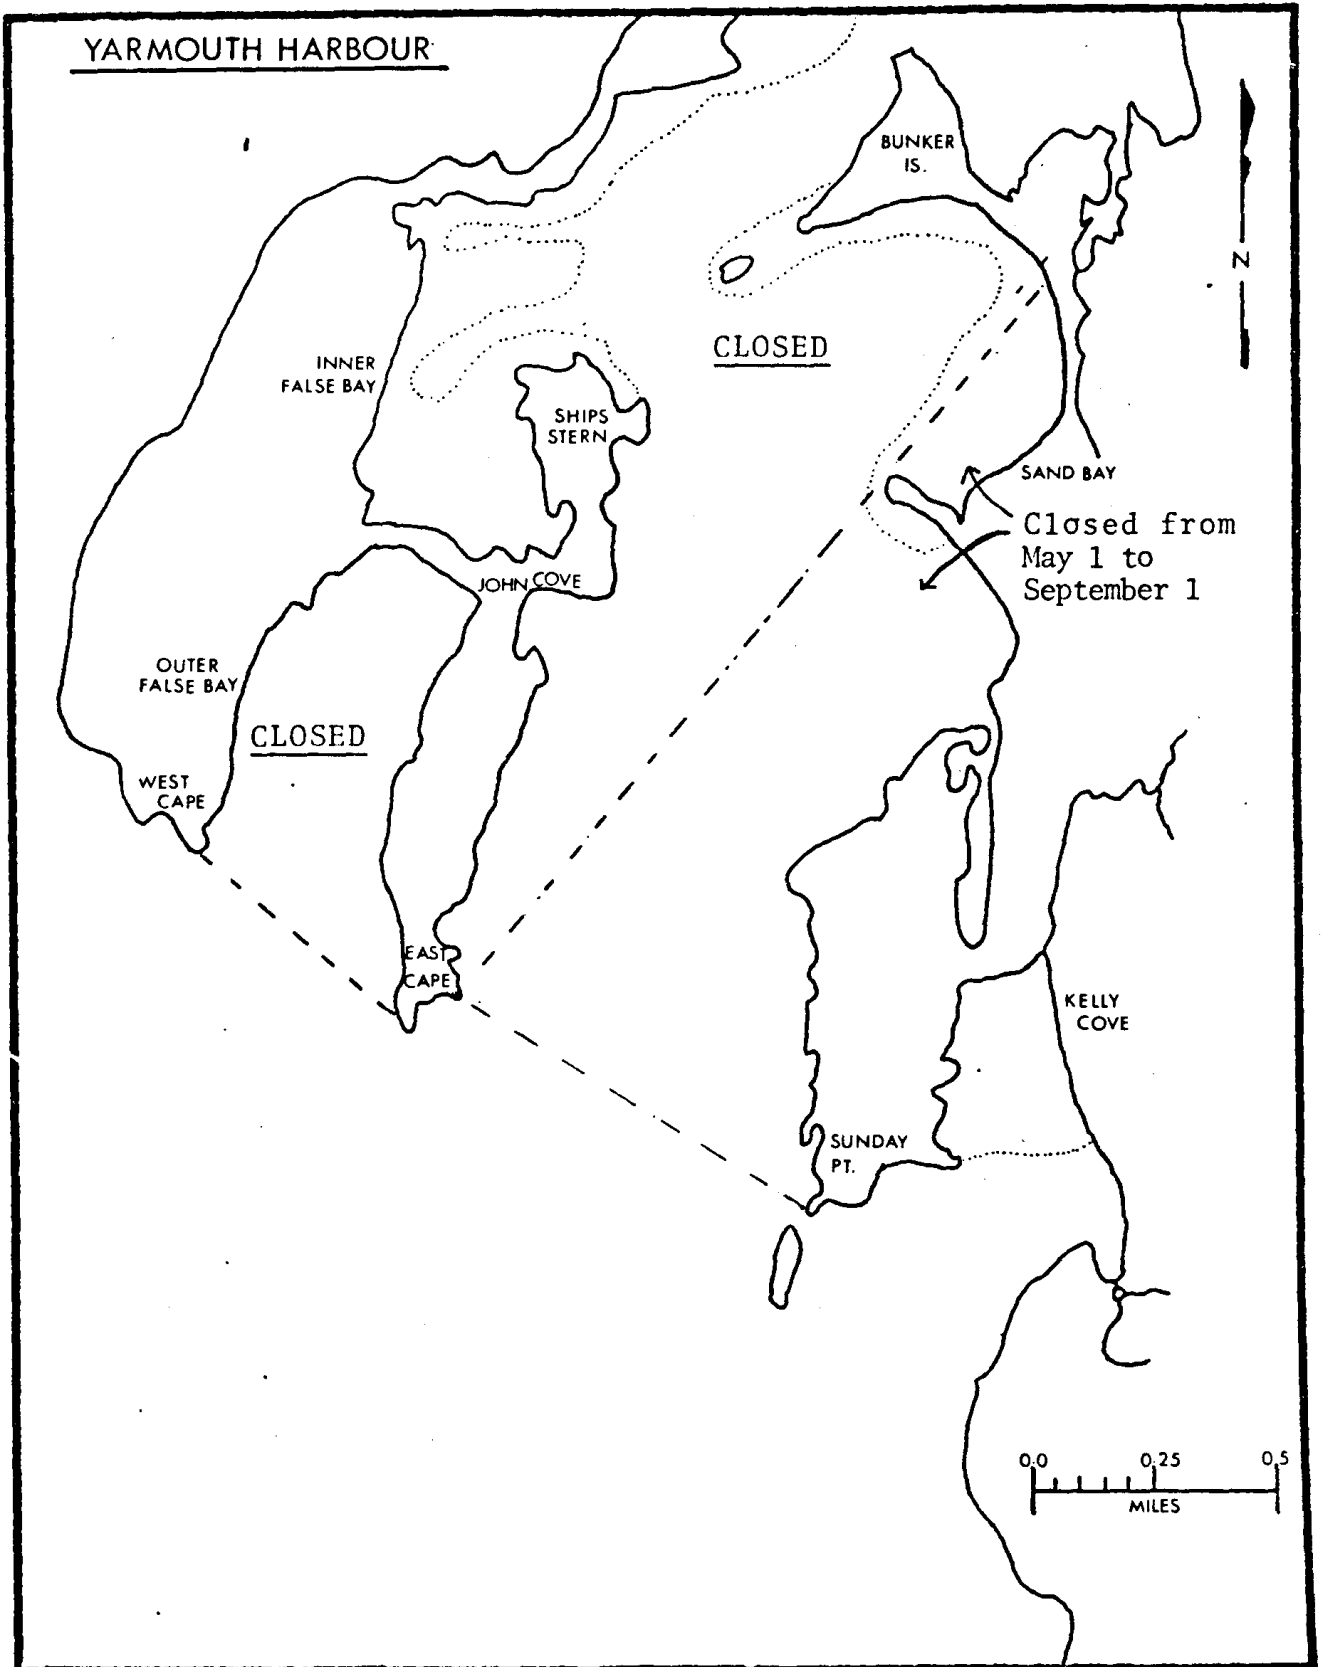 YARMOUTH HARBOUR
BUNKER
IS.
N
CLOSED
INNER
FALSE BAY
SHIPS
STERN
SAND BAY
Closed from
May 1 to
September 1
JOHN COVE
OUTER
FALSE BAY
CLOSED
WEST
CAPE
EAST
CAPE
KELLY
COVE
SUNDAY
PT.
0.0 0.25 0.5
MILES